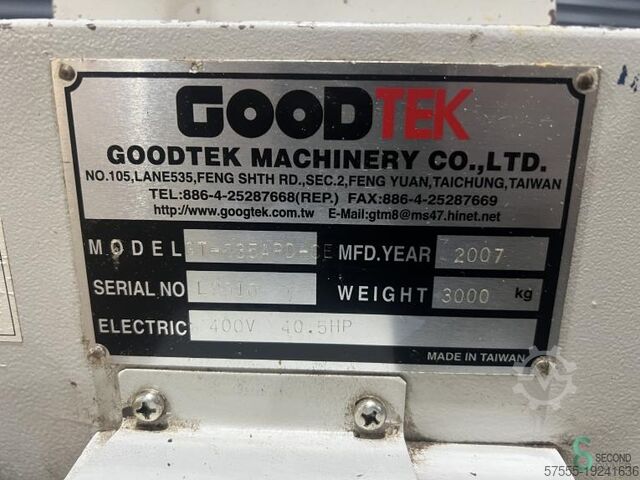 GOODTEK
GOODTEK MACHINERY CO.,LTD.
NO.105,LANE535,FENG SHTH RD.,SEC.2,FENG YUAN,TAICHUNG,TAIWAN
TEL:886-4-25287668(REP.) FAX:886-4-25287669
http://www.googtek.com.tw E-Mail:gtm8@ms47.hinet.net
MODEL MFD.YEAR 2007
SERIAL NO WEIGHT 3000 kg
ELECTRIC 400V 40.5HP
MADE IN TAIWAN
SECOND
57555-19241636